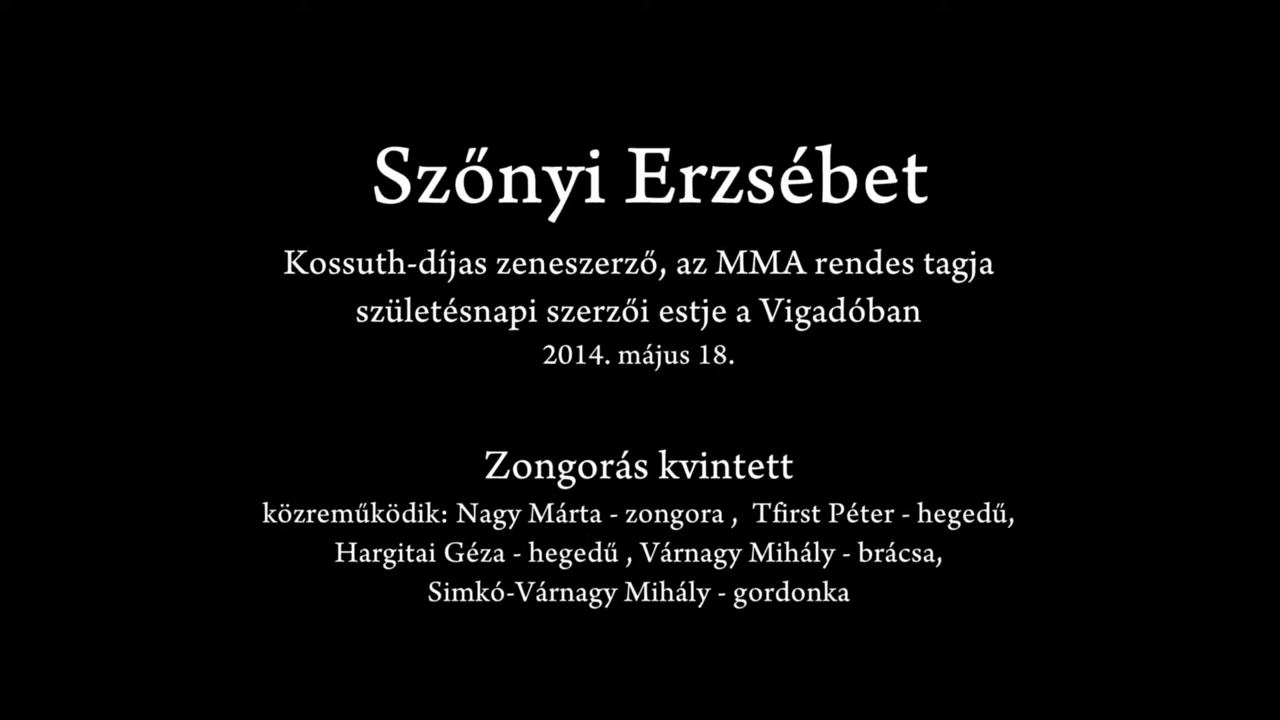 Szőnyi Erzsébet
Kossuth-díjas zeneszerző, az MMA rendes tagja
születésnapi szerzői estje a Vigadóban
2014. május 18.
Zongorás kvintett
közreműködik: Nagy Márta - zongora , Tfirst Péter - hegedű,
Hargitai Géza - hegedű , Várnagy Mihály - brácsa,
Simkó-Várnagy Mihály - gordonka